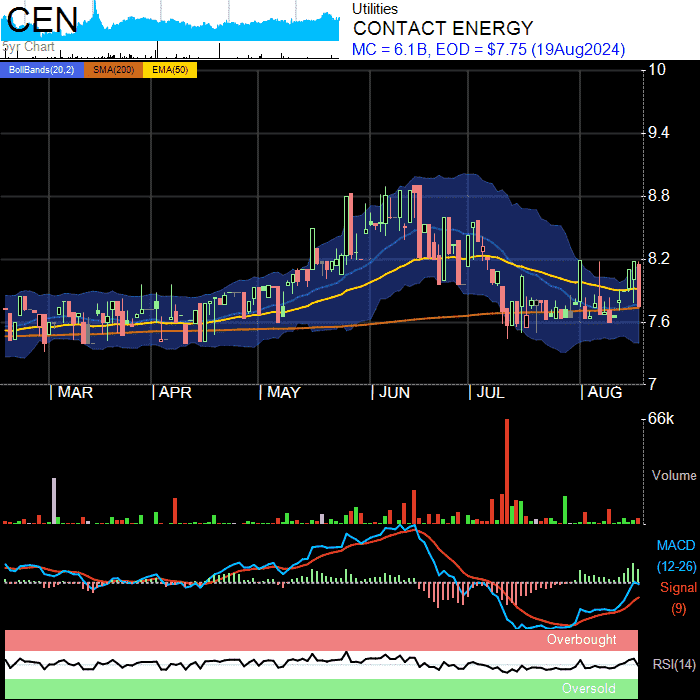 CEN
5yr Chart
Utilities
CONTACT ENERGY
MC = 6.1B, EOD = $7.75 (19Aug2024)
BollBands(20,2) SMA(200) EMA(50)
10
9.4
8.8
8.2
7.6
7
MAR APR MAY JUN JUL AUG
66k
Volume
MACD
(12-26)
Signal
(9)
Overbought
RSI(14)
Oversold